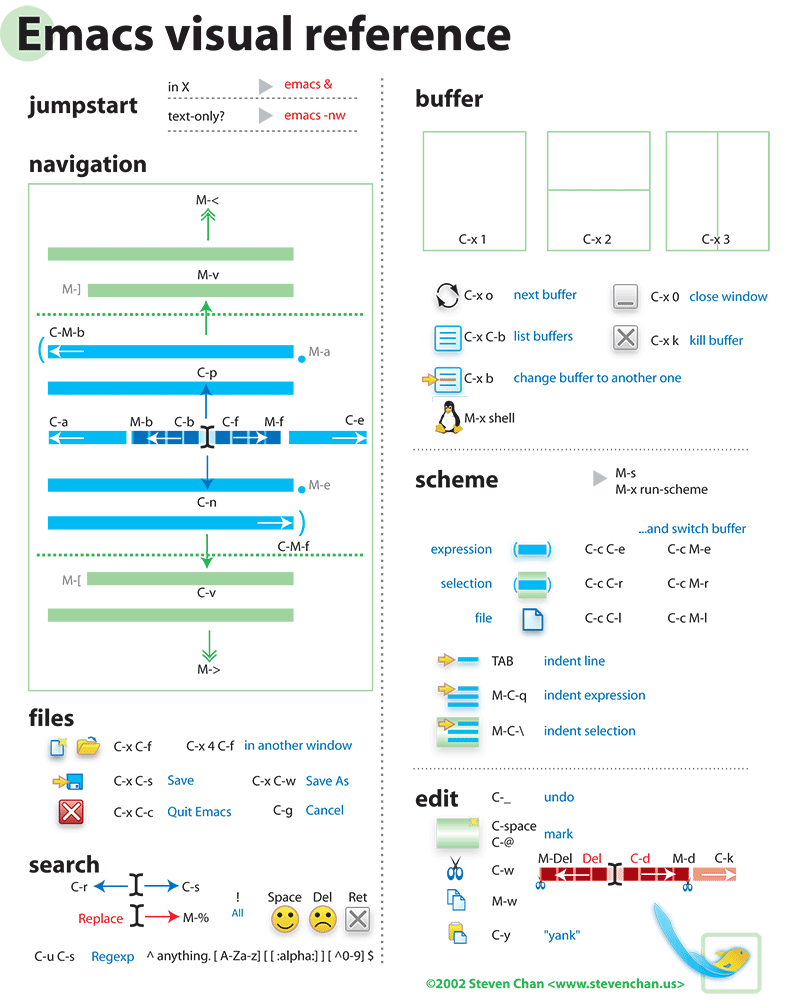 Emacs visual reference
jumpstart
in X emacs &
text-only? emacs -nw
navigation
M-<
M-v
M-]
C-M-b
( M-a
C-p
C-a M-b C-b C-f M-f C-e
M-e
C-n
)
C-M-f
M-[
C-v
M->
files
C-x C-f C-x 4 C-f in another window
C-x C-s Save C-x C-w Save As
C-x C-c Quit Emacs C-g Cancel
search
C-r C-s
Replace M-%
! Space Del Ret
All
C-u C-s Regexp ^ anything. [ A-Za-z] [ [ :alpha:] ] [ ^0-9] $
buffer
C-x 1 C-x 2 C-x 3
C-x o next buffer C-x 0 close window
C-x C-b list buffers C-x k kill buffer
C-x b change buffer to another one
M-x shell
scheme
M-s
M-x run-scheme
...and switch buffer
expression ( ) C-c C-e C-c M-e
selection ( ) C-c C-r C-c M-r
file C-c C-l C-c M-l
TAB indent line
M-C-q indent expression
M-C-\ indent selection
edit
C-_ undo
C-space
C-@ mark
C-w M-Del Del C-d M-d C-k
M-w
C-y "yank"
©2002 Steven Chan <www.stevenchan.us>